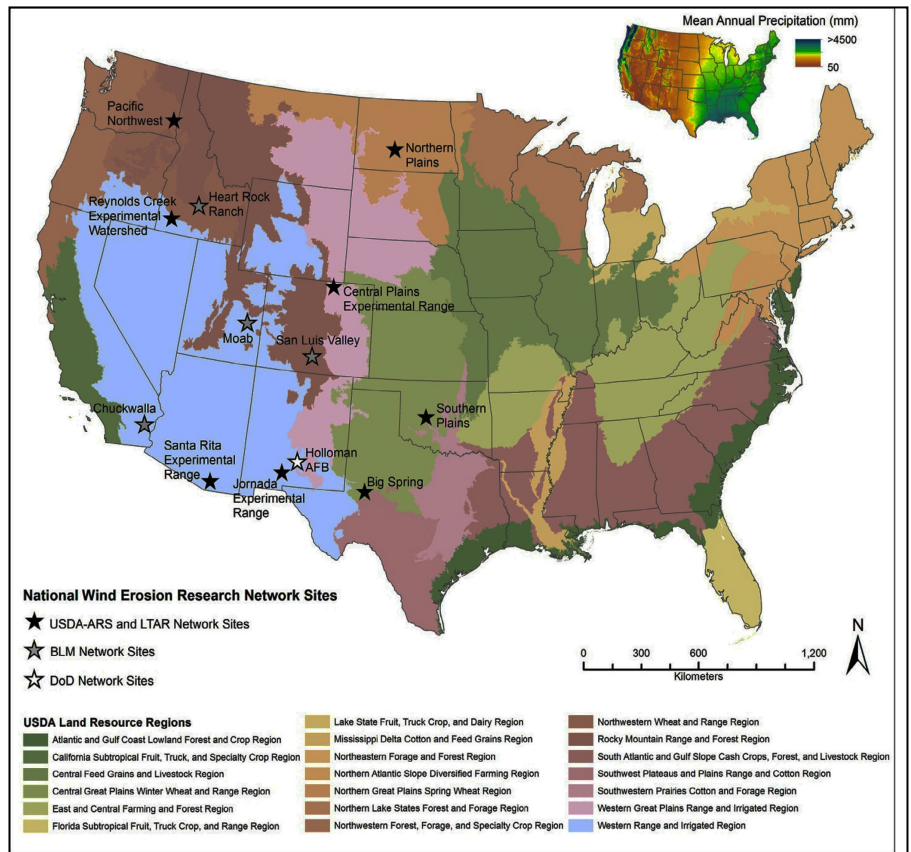 Mean Annual Precipitation (mm)
>4500
50
Pacific
Northwest
Northern
Plains
Reynolds Creek
Experimental
Watershed
Heart Rock
Ranch
Central Plains
Experimental Range
Moab
San Luis Valley
Chuckwalla
Southern
Plains
Santa Rita
Experimental
Range
Holloman
AFB
Jornada
Experimental
Range
Big Spring
National Wind Erosion Research Network Sites
USDA-ARS and LTAR Network Sites
BLM Network Sites
DoD Network Sites
N
0 300 600 1,200
Kilometers
USDA Land Resource Regions
Atlantic and Gulf Coast Lowland Forest and Crop Region
California Subtropical Fruit, Truck, and Specialty Crop Region
Central Feed Grains and Livestock Region
Central Great Plains Winter Wheat and Range Region
East and Central Farming and Forest Region
Florida Subtropical Fruit, Truck Crop, and Range Region
Lake State Fruit, Truck Crop, and Dairy Region
Mississippi Delta Cotton and Feed Grains Region
Northeastern Forage and Forest Region
Northern Atlantic Slope Diversified Farming Region
Northern Great Plains Spring Wheat Region
Northern Lake States Forest and Forage Region
Northwestern Forest, Forage, and Specialty Crop Region
Northwestern Wheat and Range Region
Rocky Mountain Range and Forest Region
South Atlantic and Gulf Slope Cash Crops, Forest, and Livestock Region
Southwest Plateaus and Plains Range and Cotton Region
Southwestern Prairies Cotton and Forage Region
Western Great Plains Range and Irrigated Region
Western Range and Irrigated Region